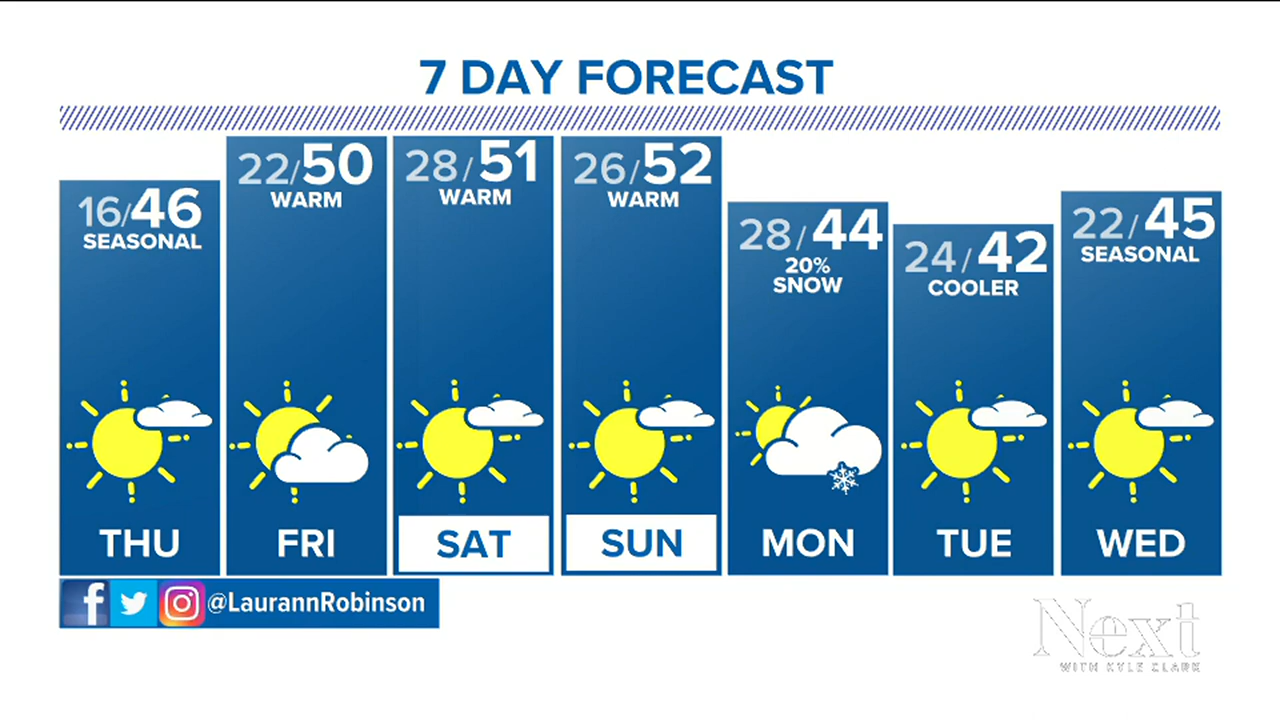 7 DAY FORECAST
16/46
SEASONAL
THU
22/50
WARM
FRI
28/51
WARM
SAT
26/52
WARM
SUN
28/44
20%
SNOW
MON
24/42
COOLER
TUE
22/45
SEASONAL
WED
@LaurannRobinson
Next
WITH KYLE CLARK